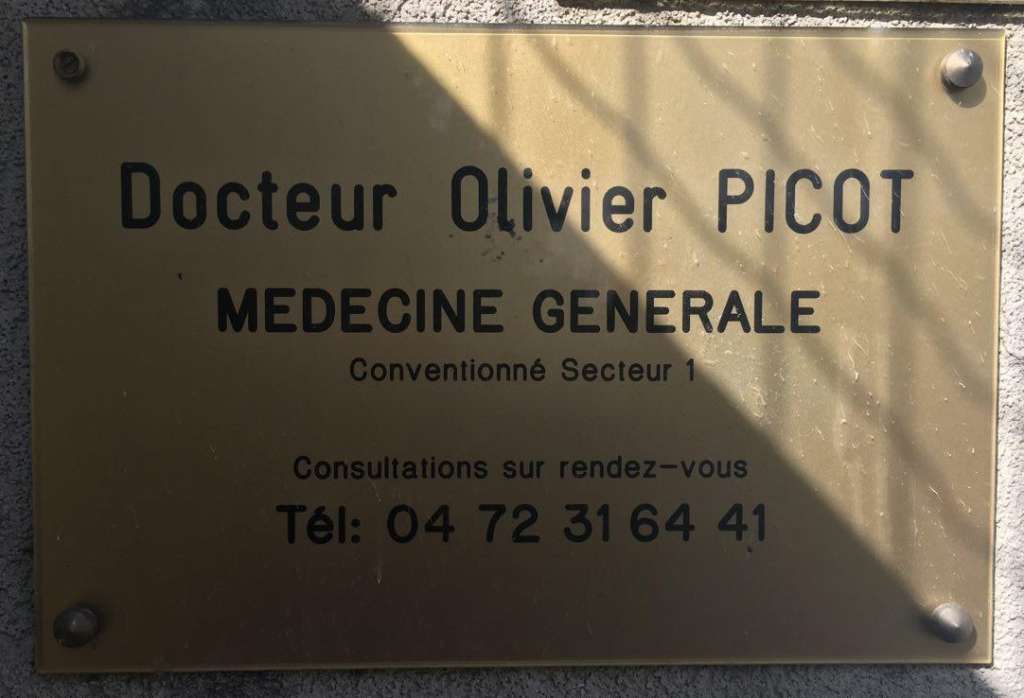 Docteur Olivier PICOT
MEDECINE GENERALE
Conventionné Secteur 1
Consultations sur rendez-vous
Tél: 04 72 31 64 41